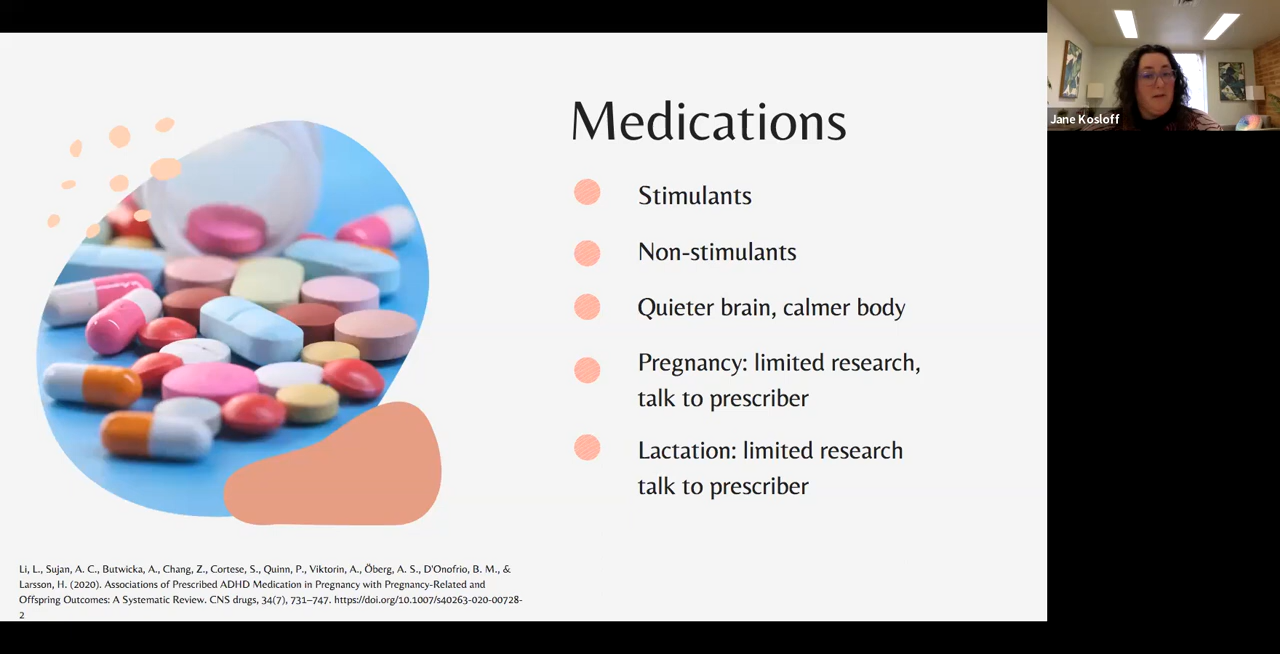 Medications
Stimulants
Non-stimulants
Quieter brain, calmer body
Pregnancy: limited research,
talk to prescriber
Lactation: limited research
talk to prescriber
Li, L., Sujan, A. C., Butwicka, A., Chang, Z., Cortese, S., Quinn, P., Viktorin, A., Öberg, A. S., D'Onofrio, B. M., &
Larsson, H. (2020). Associations of Prescribed ADHD Medication in Pregnancy with Pregnancy-Related and
Offspring Outcomes: A Systematic Review. CNS drugs, 34(7), 731–747. https://doi.org/10.1007/s40263-020-00728-
2
Jane Kosloff